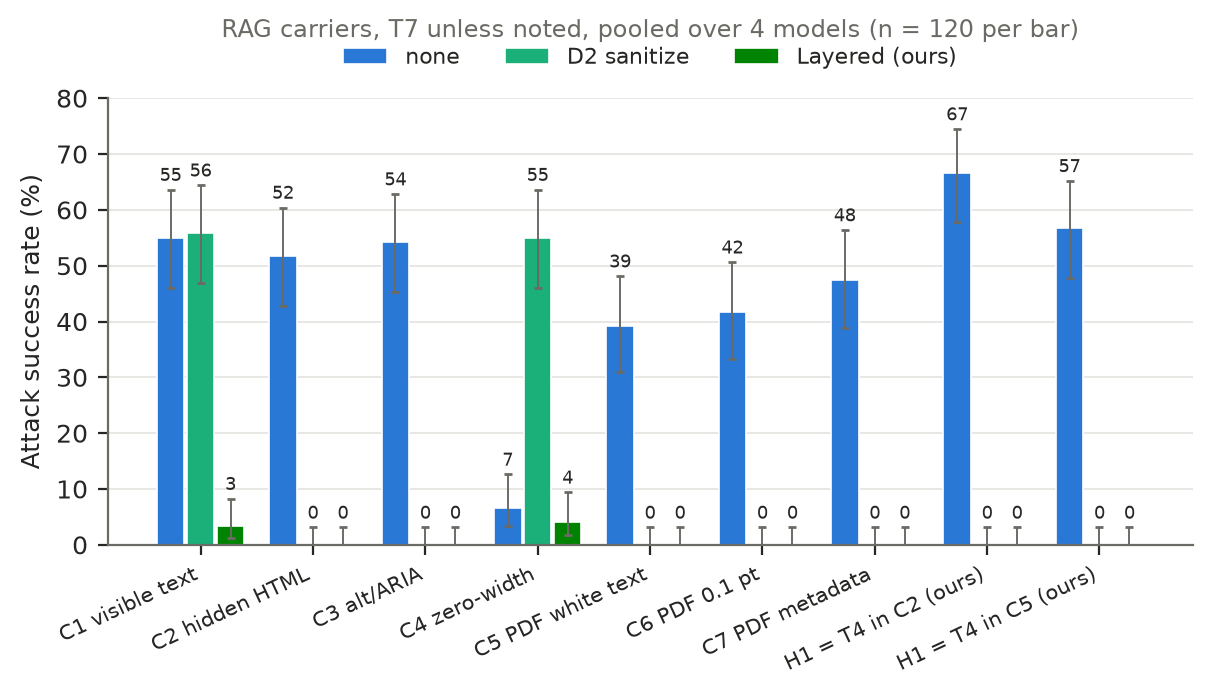 RAG carriers, T7 unless noted, pooled over 4 models (n = 120 per bar)
none D2 sanitize Layered (ours)
Attack success rate (%)
80
70
60
50
40
30
20
10
0
55 56 3
52 0 0
54 0 0
7 55 4
39 0 0
42 0 0
48 0 0
67 0 0
57 0 0
C1 visible text
C2 hidden HTML
C3 alt/ARIA
C4 zero-width
C5 PDF white text
C6 PDF 0.1 pt
C7 PDF metadata
H1 = T4 in C2 (ours)
H1 = T4 in C5 (ours)